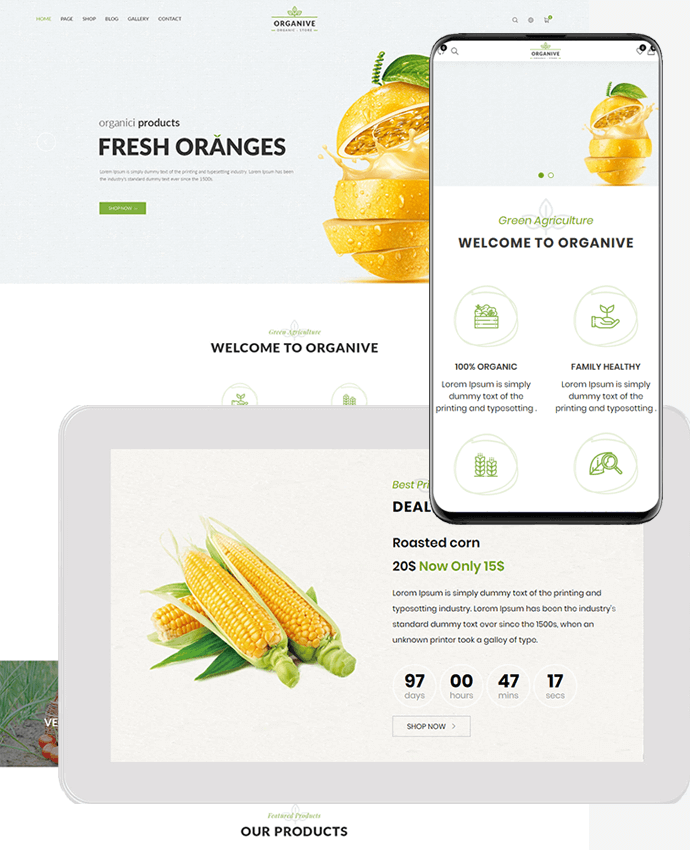 HOME PAGE SHOP BLOG GALLERY CONTACT
ORGANIVE
ORGANIC - STORE
organici products
FRESH ORANGES
Lorem Ipsum is simply dummy text of the printing and typesetting industry. Lorem Ipsum has been the
industry's standard dummy text ever since the 1500s.
SHOP NOW
Green Agriculture
WELCOME TO ORGANIVE
ORGANIVE
Green Agriculture
WELCOME TO ORGANIVE
100% ORGANIC
Lorem Ipsum is simply
dummy text of the
printing and typesetting .
FAMILY HEALTHY
Lorem Ipsum is simply
dummy text of the
printing and typesetting .
Best Pri
DEAL
Roasted corn
20$ Now Only 15$
Lorem Ipsum is simply dummy text of the printing and
typesetting industry. Lorem Ipsum has been the industry's
standard dummy text ever since the 1500s, when an
unknown printer took a galley of type.
97 00 47 17
days hours mins secs
SHOP NOW
VE
Featured Products
OUR PRODUCTS